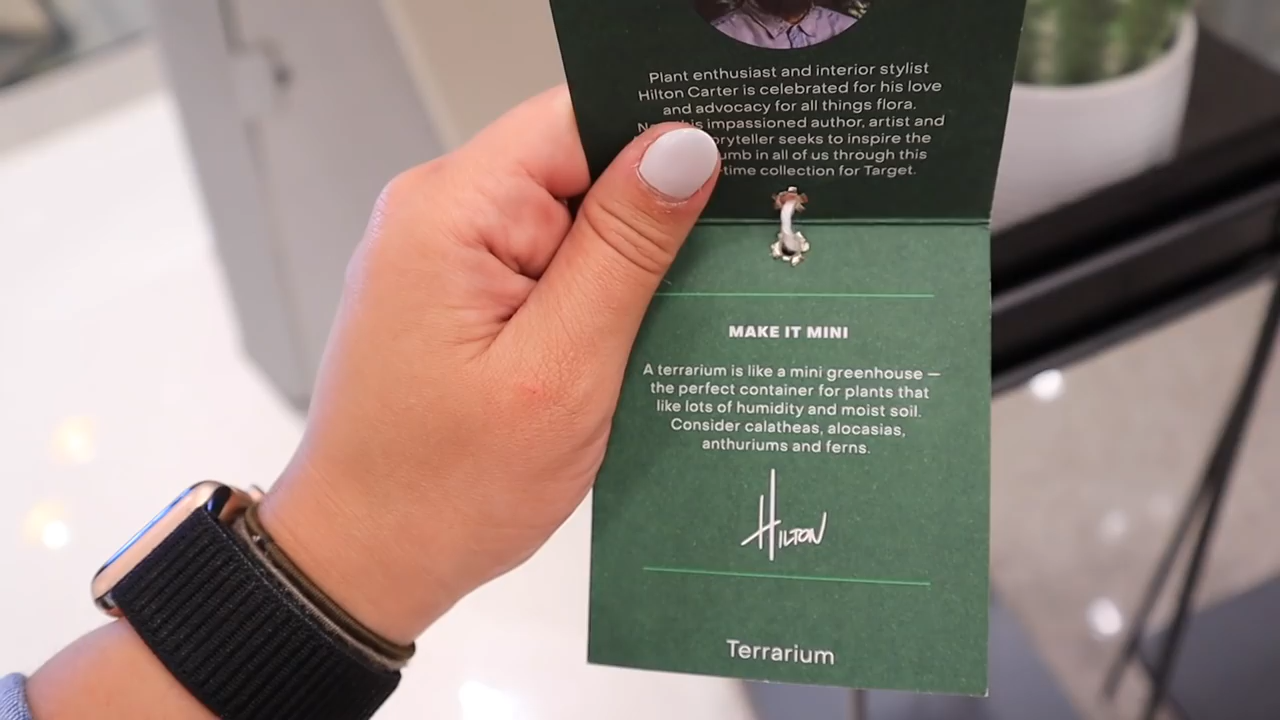 Plant enthusiast and interior stylist
Hilton Carter is celebrated for his love
and advocacy for all things flora.
impassioned author, artist and
seeks to inspire the
in all of us through this
collection for Target.
MAKE IT MINI
A terrarium is like a mini greenhouse —
the perfect container for plants that
like lots of humidity and moist soil.
Consider calatheas, alocasias,
anthuriums and ferns.
HILTON
Terrarium